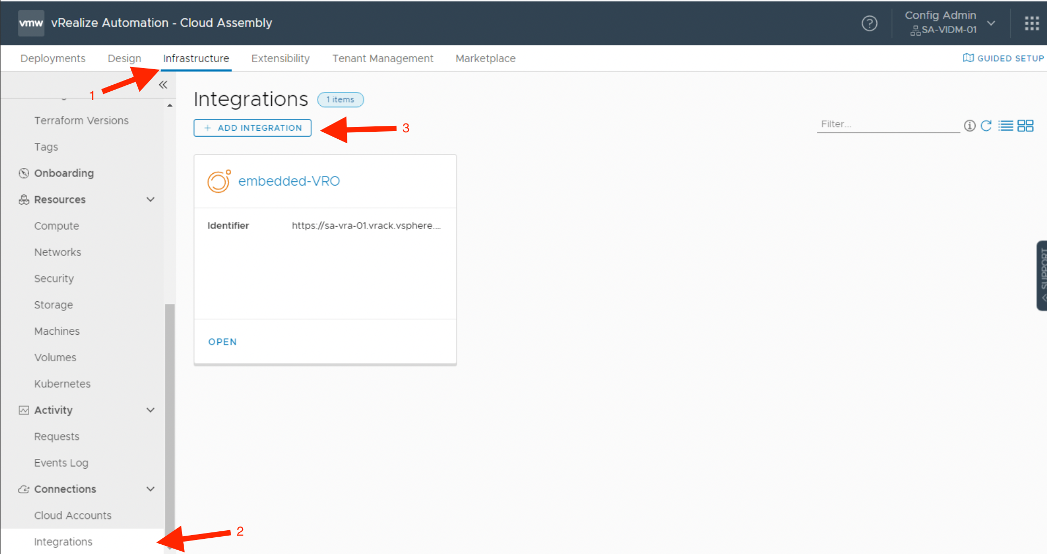 vmw vRealize Automation - Cloud Assembly
Config Admin
SA-VIDM-01
Deployments Design Infrastructure Extensibility Tenant Management Marketplace GUIDED SETUP
1
Terraform Versions
Tags
Onboarding
Resources
Compute
Networks
Security
Storage
Machines
Volumes
Kubernetes
Activity
Requests
Events Log
Connections
Cloud Accounts
Integrations
2
Integrations 1 items
+ ADD INTEGRATION
3
Filter...
embedded-VRO
Identifier https://sa-vra-01.vrack.vsphere....
OPEN
SUPPORT